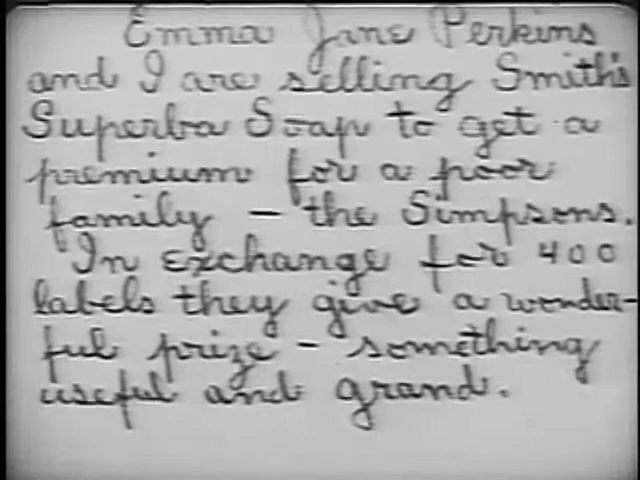 Emma Jane Perkins
and I are selling Smith's
Superba Soap to get a
premium for a poor
family – the Simpsons.
In exchange for 400
labels they give a wonder-
ful prize – something
useful and grand.